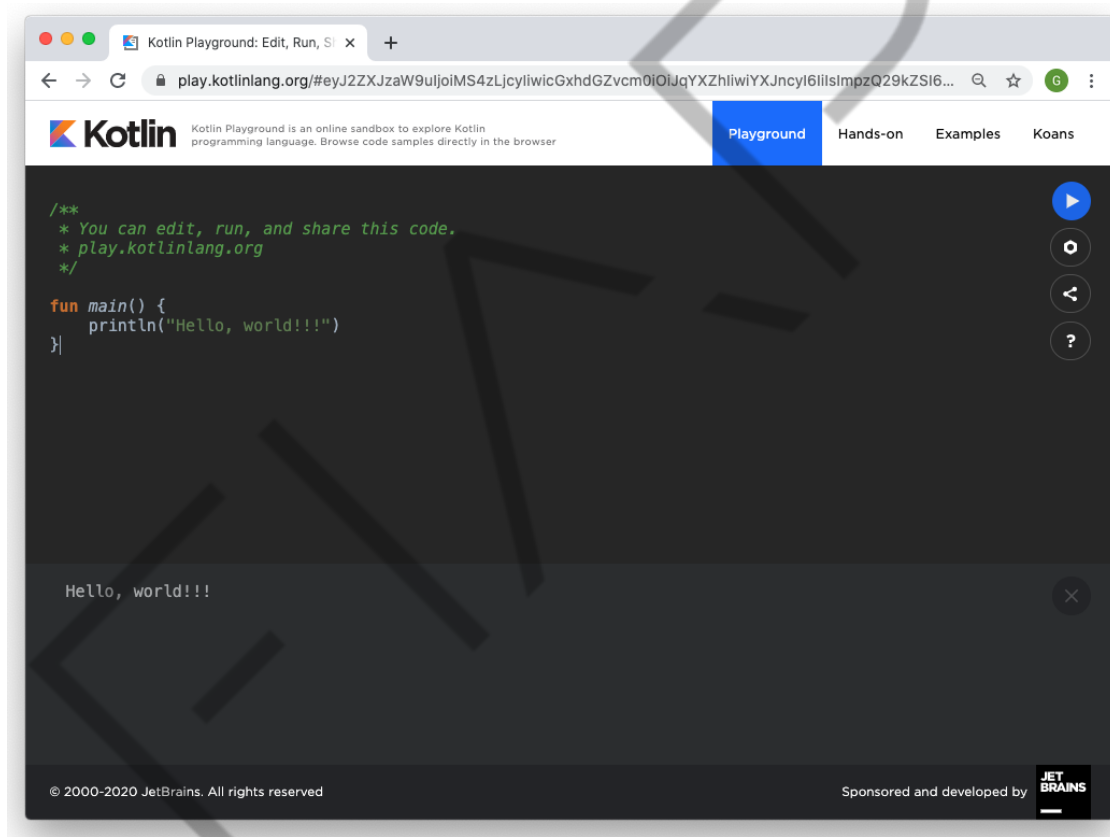 Kotlin Playground: Edit, Run, S
play.kotlinlang.org/#eyJ2ZXJzaW9uIjoiMS4zLjcyIiwicGxhdGZvcm0iOiJqYXZhIiwiYXJncyI6IiIsImpzQ29kZSI6...
G
Kotlin
Kotlin Playground is an online sandbox to explore Kotlin
programming language. Browse code samples directly in the browser
Playground Hands-on Examples Koans
/**
* You can edit, run, and share this code.
* play.kotlinlang.org
*/
fun main() {
println("Hello, world!!!")
}
?
Hello, world!!!
© 2000-2020 JetBrains. All rights reserved
Sponsored and developed by
JET
BRAINS